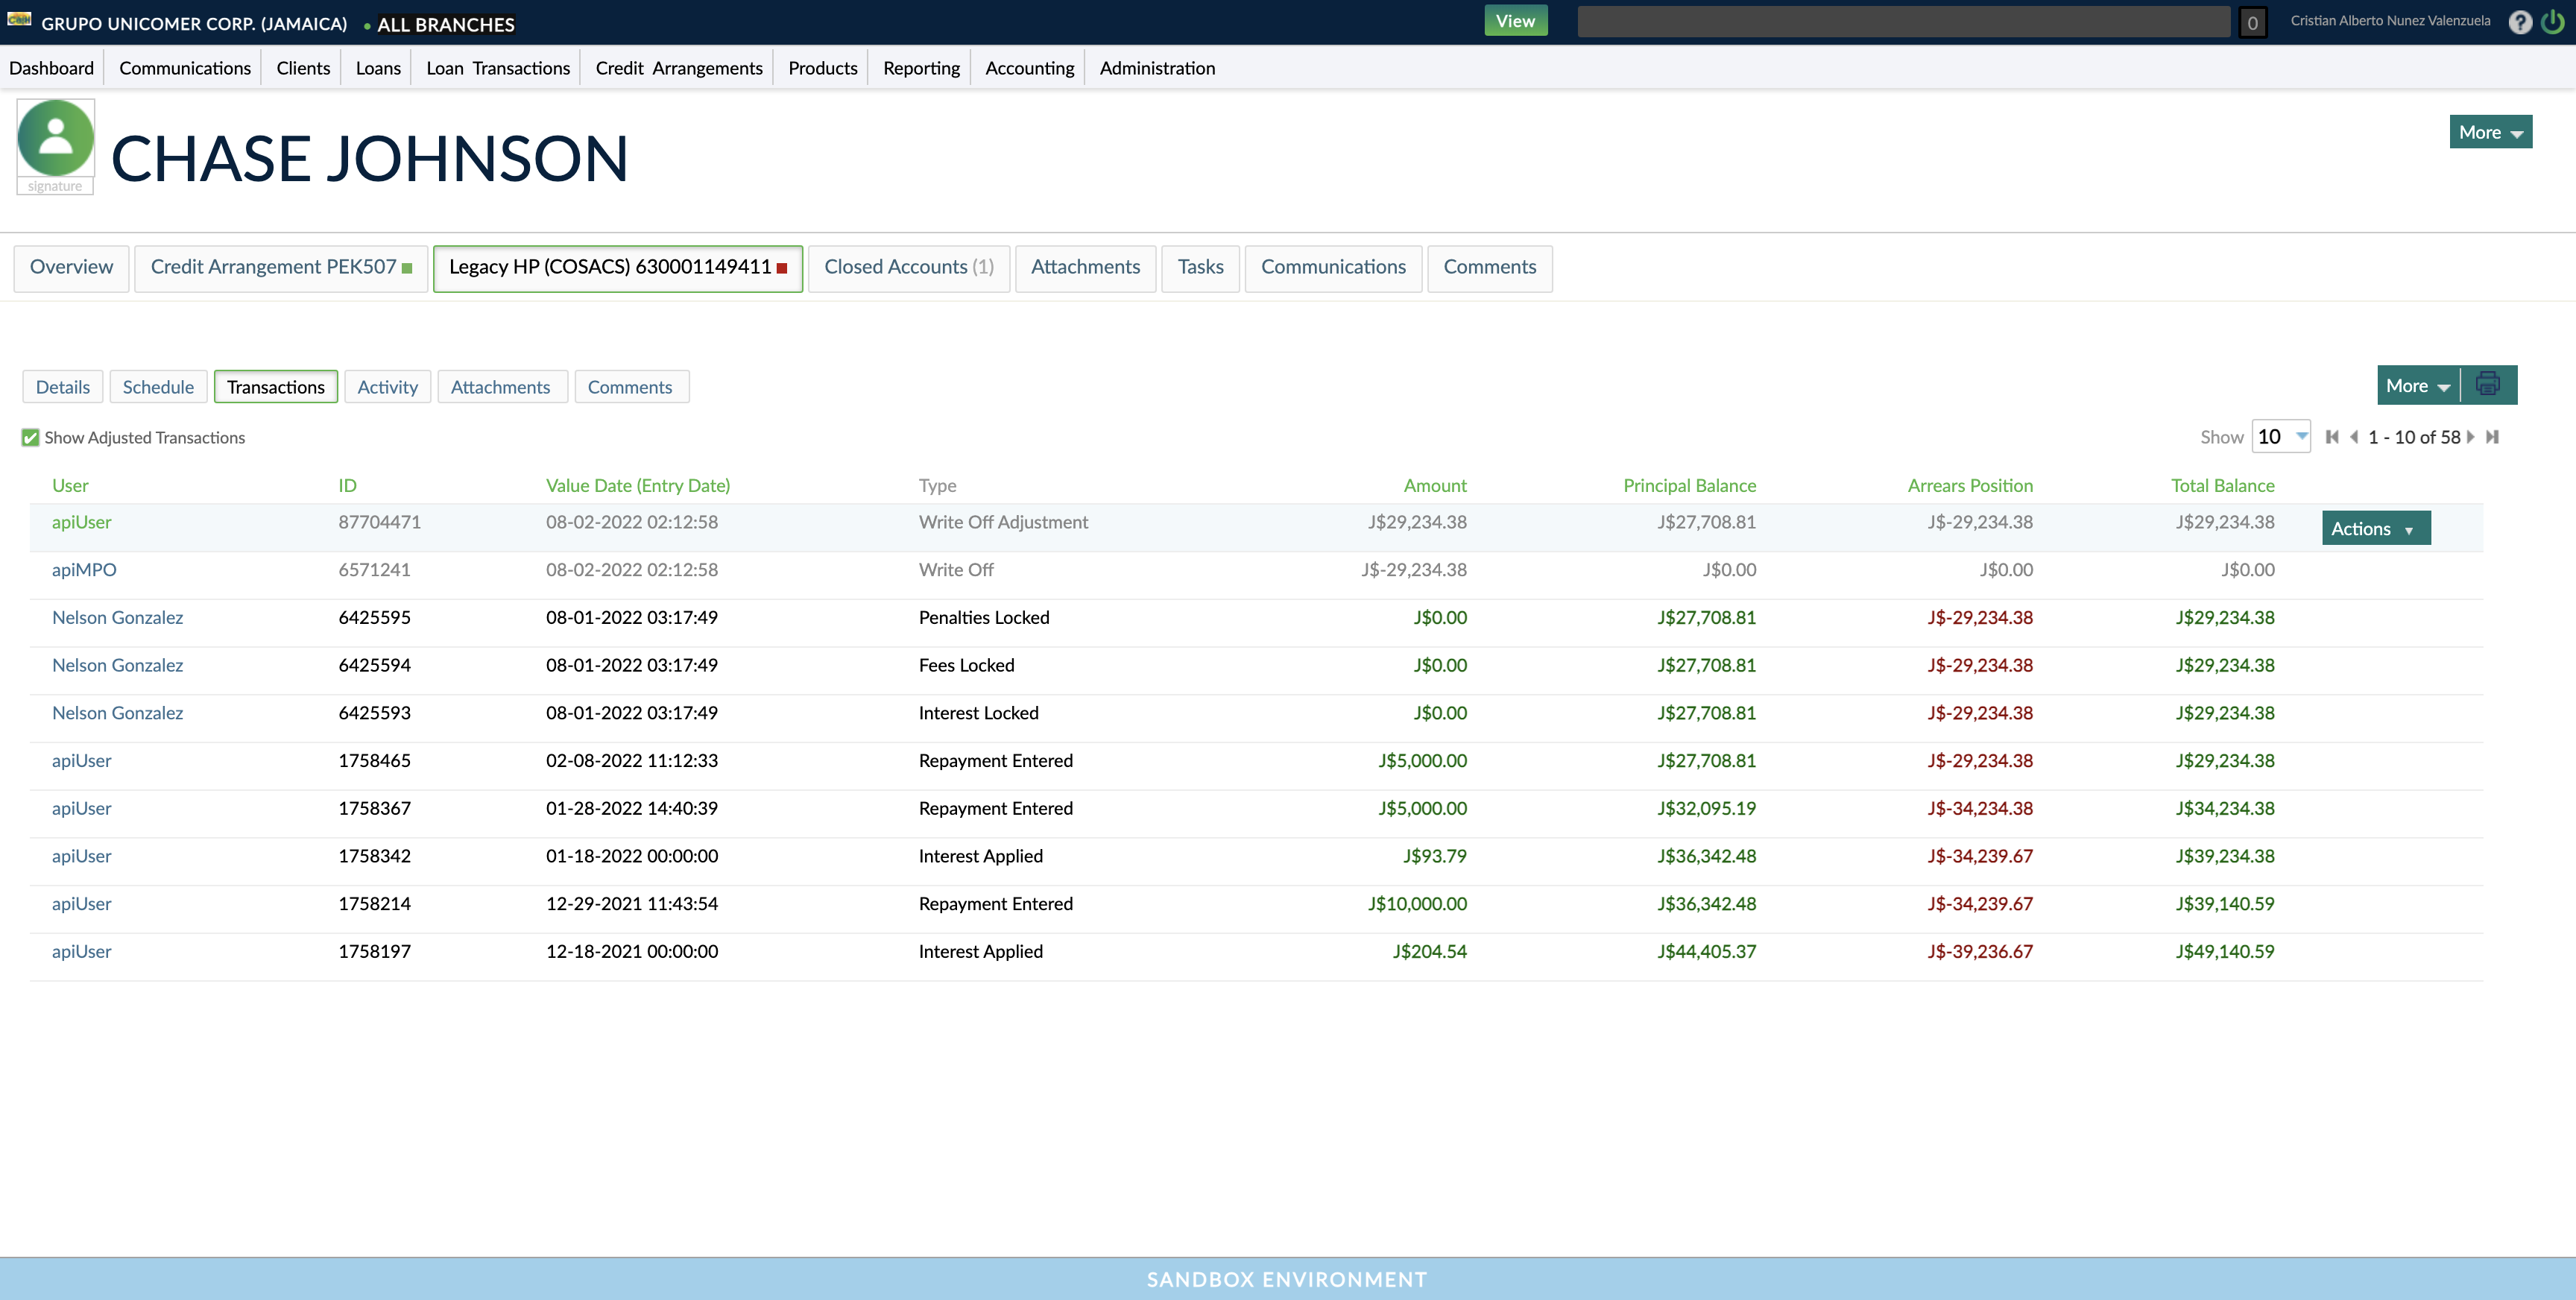 GRUPO UNICOMER CORP. (JAMAICA) • ALL BRANCHES View 0 Cristian Alberto Nunez Valenzuela ?
Dashboard Communications Clients Loans Loan Transactions Credit Arrangements Products Reporting Accounting Administration
CHASE JOHNSON
signature
More
Overview Credit Arrangement PEK507 Legacy HP (COSACS) 630001149411 Closed Accounts (1) Attachments Tasks Communications Comments
Details Schedule Transactions Activity Attachments Comments More
Show Adjusted Transactions Show 10 1 - 10 of 58
User ID Value Date (Entry Date) Type Amount Principal Balance Arrears Position Total Balance
apiUser 87704471 08-02-2022 02:12:58 Write Off Adjustment J$29,234.38 J$27,708.81 J$-29,234.38 J$29,234.38 Actions
apiMPO 6571241 08-02-2022 02:12:58 Write Off J$-29,234.38 J$0.00 J$0.00 J$0.00
Nelson Gonzalez 6425595 08-01-2022 03:17:49 Penalties Locked J$0.00 J$27,708.81 J$-29,234.38 J$29,234.38
Nelson Gonzalez 6425594 08-01-2022 03:17:49 Fees Locked J$0.00 J$27,708.81 J$-29,234.38 J$29,234.38
Nelson Gonzalez 6425593 08-01-2022 03:17:49 Interest Locked J$0.00 J$27,708.81 J$-29,234.38 J$29,234.38
apiUser 1758465 02-08-2022 11:12:33 Repayment Entered J$5,000.00 J$27,708.81 J$-29,234.38 J$29,234.38
apiUser 1758367 01-28-2022 14:40:39 Repayment Entered J$5,000.00 J$32,095.19 J$-34,234.38 J$34,234.38
apiUser 1758342 01-18-2022 00:00:00 Interest Applied J$93.79 J$36,342.48 J$-34,239.67 J$39,234.38
apiUser 1758214 12-29-2021 11:43:54 Repayment Entered J$10,000.00 J$36,342.48 J$-34,239.67 J$39,140.59
apiUser 1758197 12-18-2021 00:00:00 Interest Applied J$204.54 J$44,405.37 J$-39,236.67 J$49,140.59
SANDBOX ENVIRONMENT